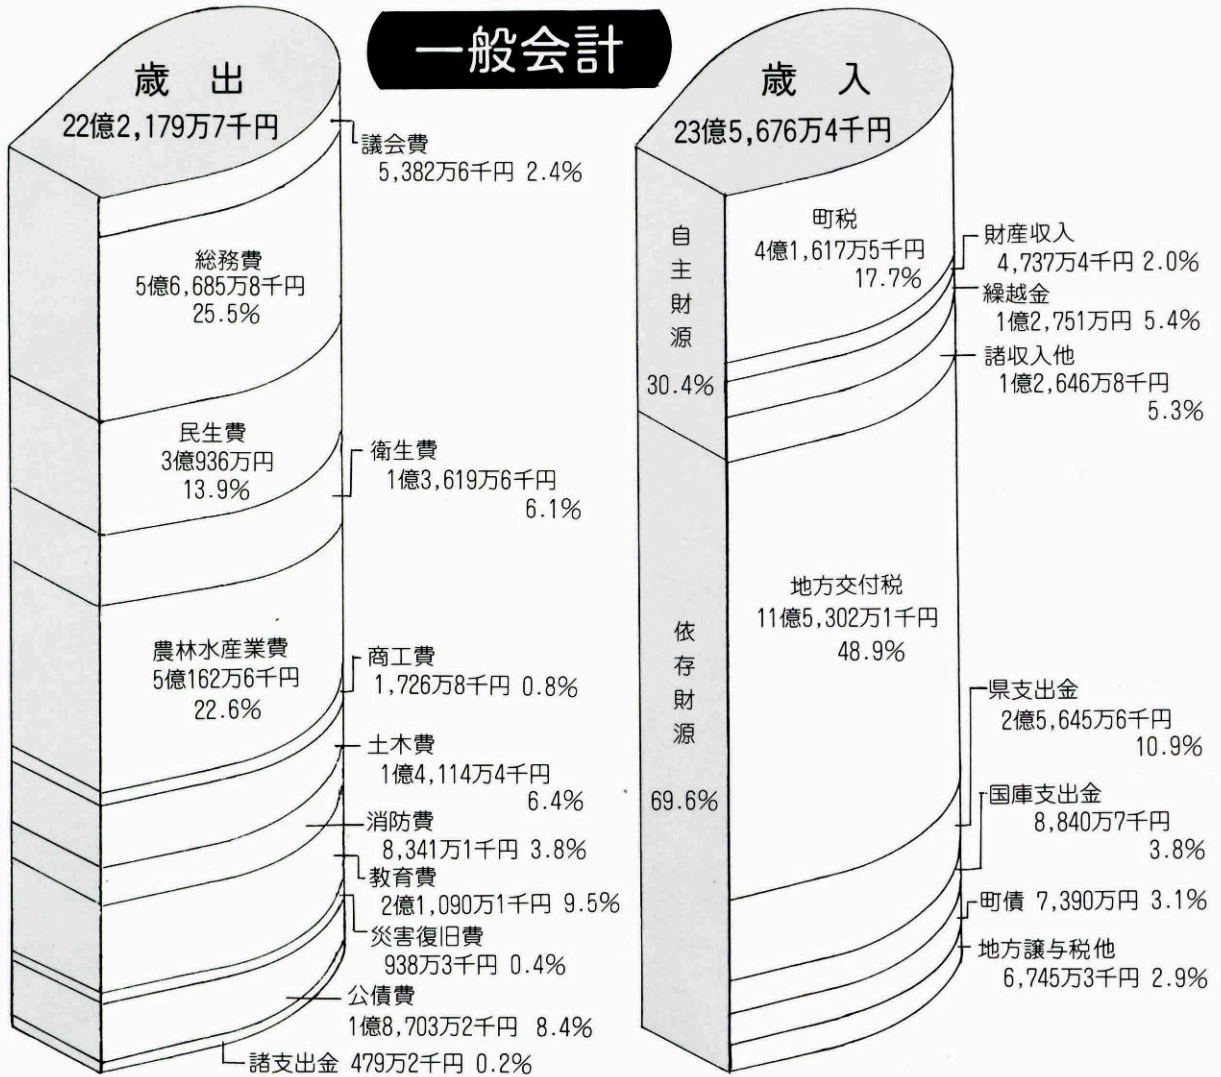 一般会計
歳出
22億2,179万7千円
議会費
5,382万6千円 2.4%
総務費
5億6,685万8千円
25.5%
民生費
3億936万円
13.9%
衛生費
1億3,619万6千円
6.1%
農林水産業費
5億162万6千円
22.6%
商工費
1,726万8千円 0.8%
土木費
1億4,114万4千円
6.4%
消防費
8,341万1千円 3.8%
教育費
2億1,090万1千円 9.5%
災害復旧費
938万3千円 0.4%
公債費
1億8,703万2千円 8.4%
諸支出金 479万2千円 0.2%
歳入
23億5,676万4千円
自主財源
30.4%
町税
4億1,617万5千円
17.7%
財産収入
4,737万4千円 2.0%
繰越金
1億2,751万円 5.4%
諸収入他
1億2,646万8千円
5.3%
依存財源
69.6%
地方交付税
11億5,302万1千円
48.9%
県支出金
2億5,645万6千円
10.9%
国庫支出金
8,840万7千円
3.8%
町債 7,390万円 3.1%
地方譲与税他
6,745万3千円 2.9%